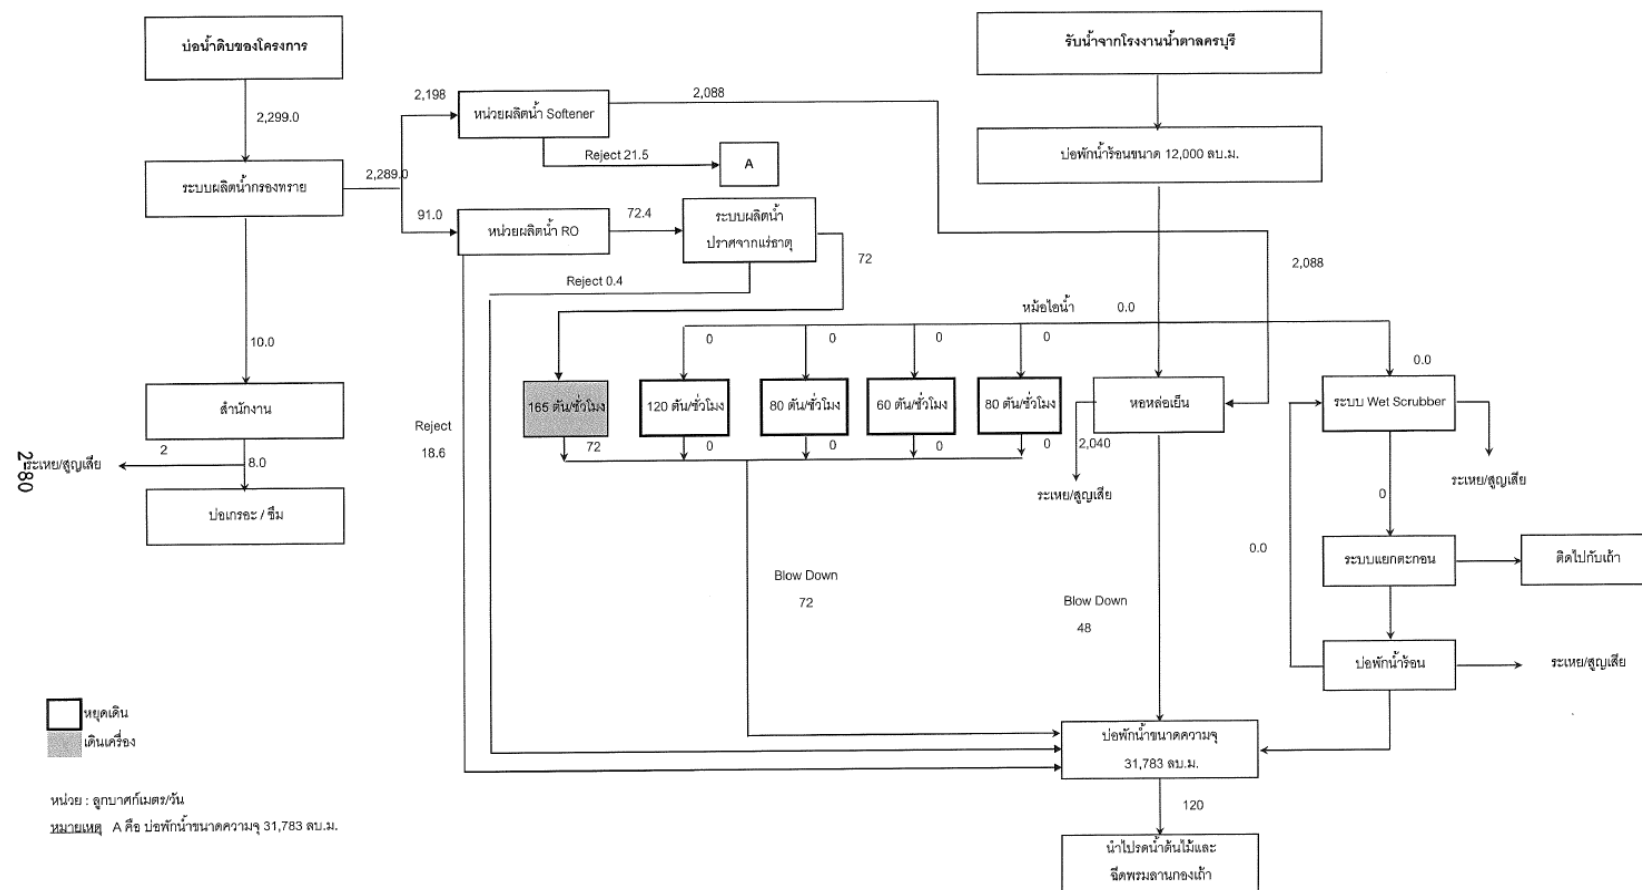 บ่อน้ำดิบของโครงการ
รับน้ำจากโรงงานน้ำตาลครบุรี
2,299.0
2,198
หน่วยผลิตน้ำ Softener
2,088
บ่อพักน้ำร้อนขนาด 12,000 ลบ.ม.
Reject 21.5
A
ระบบผลิตน้ำกรองทราย
2,289.0
91.0
หน่วยผลิตน้ำ RO
72.4
ระบบผลิตน้ำ
ปราศจากแร่ธาตุ
72
2,088
Reject 0.4
หม้อไอน้ำ
0.0
10.0
0
0
0
0
0.0
สำนักงาน
165 ตัน/ชั่วโมง
120 ตัน/ชั่วโมง
80 ตัน/ชั่วโมง
60 ตัน/ชั่วโมง
80 ตัน/ชั่วโมง
หอหล่อเย็น
ระบบ Wet Scrubber
Reject
18.6
72
0
0
0
0
2,040
2
ระเหย/สูญเสีย
8.0
2-80
ระเหย/สูญเสีย
ระเหย/สูญเสีย
0
บ่อเกรอะ / ซึม
0.0
ระบบแยกตะกอน
ติดไปกับเถ้า
Blow Down
72
Blow Down
48
บ่อพักน้ำร้อน
ระเหย/สูญเสีย
หยุดเดิน
เดินเครื่อง
บ่อพักน้ำขนาดความจุ
31,783 ลบ.ม.
หน่วย : ลูกบาศก์เมตร/วัน
หมายเหตุ A คือ บ่อพักน้ำขนาดความจุ 31,783 ลบ.ม.
120
นำไปรดน้ำต้นไม้และ
ฉีดพรมลานกองเถ้า